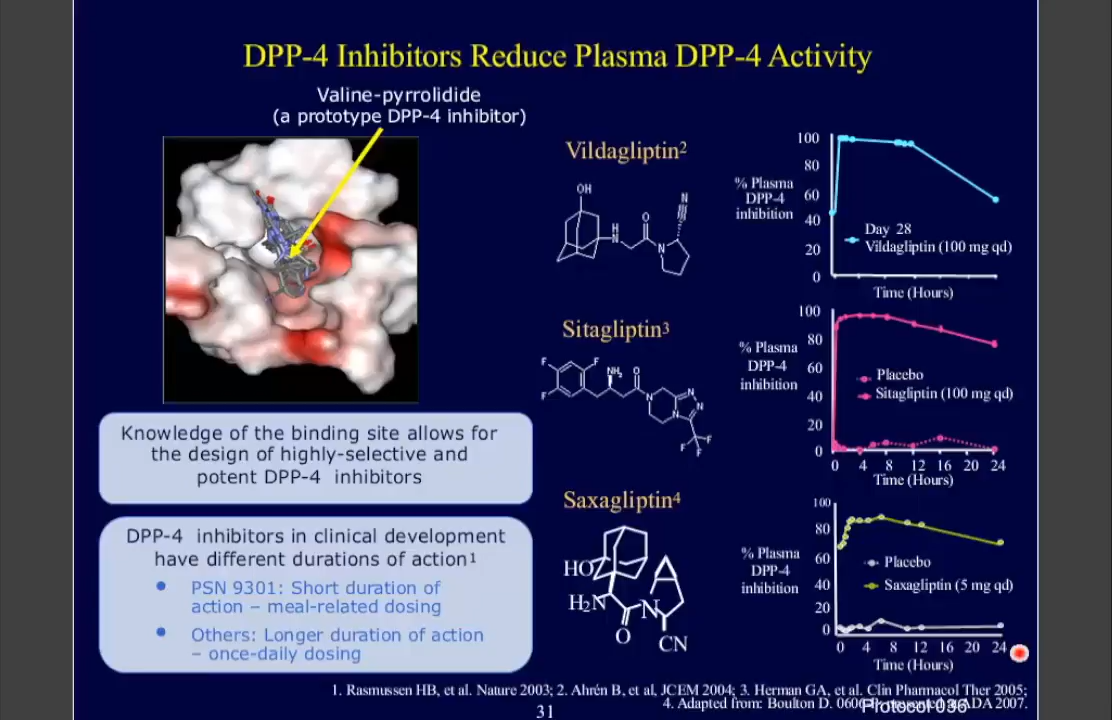 DPP-4 Inhibitors Reduce Plasma DPP-4 Activity
Valine-pyrrolidide
(a prototype DPP-4 inhibitor)
Knowledge of the binding site allows for
the design of highly-selective and
potent DPP-4 inhibitors
DPP-4 inhibitors in clinical development
have different durations of action1
• PSN 9301: Short duration of
action – meal-related dosing
• Others: Longer duration of action
– once-daily dosing
Vildagliptin2
OH
H
N
O
N
N
% Plasma
DPP-4
inhibition
100
80
60
40
20
0
Day 28
Vildagliptin (100 mg qd)
Time (Hours)
Sitagliptin3
F
F
F
NH2
O
N
N
N
N
F
F
F
% Plasma
DPP-4
inhibition
100
80
60
40
20
0
Placebo
Sitagliptin (100 mg qd)
0 4 8 12 16 20 24
Time (Hours)
Saxagliptin4
HO
H2N
O
N
CN
% Plasma
DPP-4
inhibition
100
80
60
40
20
0
Placebo
Saxagliptin (5 mg qd)
0 4 8 12 16 20 24
Time (Hours)
1. Rasmussen HB, et al. Nature 2003; 2. Ahrén B, et al, JCEM 2004; 3. Herman GA, et al. Clin Pharmacol Ther 2005;
4. Adapted from: Boulton D. 0606 ADA 2007.
Protocol 036
31